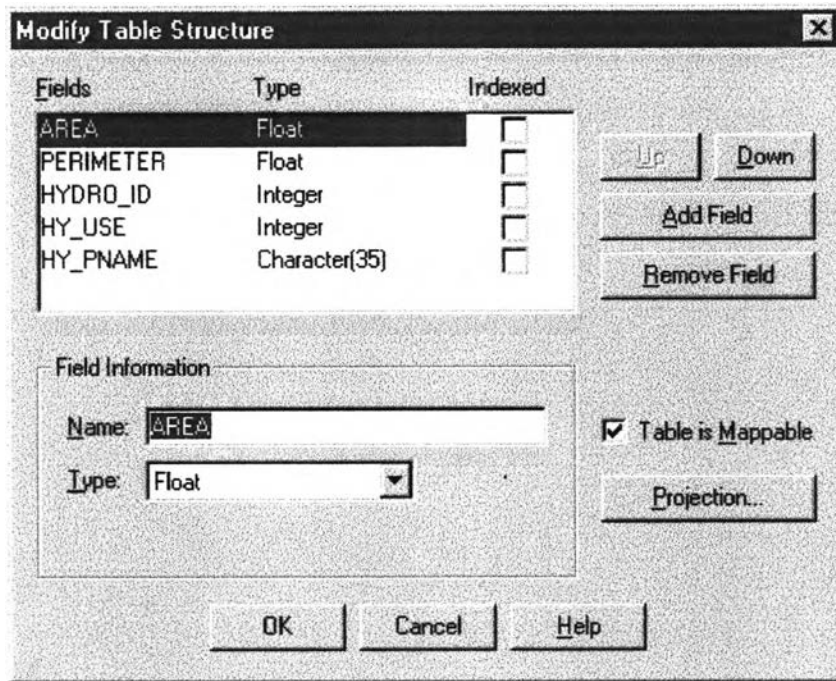 Modify Table Structure
Fields Type Indexed
AREA Float
PERIMETER Float
HYDRO_ID Integer
HY_USE Integer
HY_PNAME Character(35)
Up Down
Add Field
Remove Field
Field Information
Name: AREA
Type: Float
Table is Mappable
Projection...
OK Cancel Help